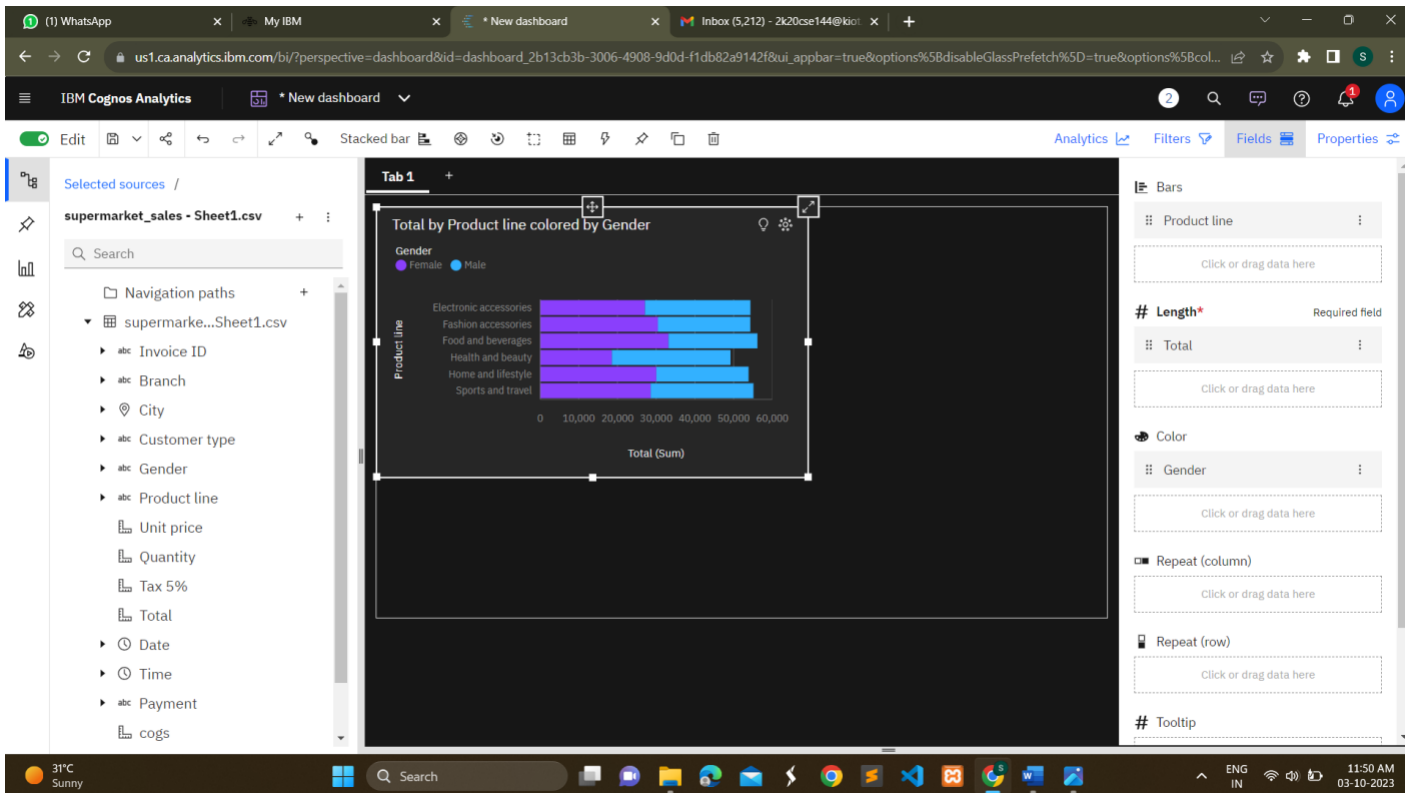 (1) WhatsApp
My IBM
* New dashboard
Inbox (5,212) - 2k20cse144@kiot.
us1.ca.analytics.ibm.com/bi/?perspective=dashboard&id=dashboard_2b13cb3b-3006-4908-9d0d-f1db82a9142f&ui_appbar=true&options%5BdisableGlassPrefetch%5D=true&options%5Bcol...
S
IBM Cognos Analytics
* New dashboard
2
1
Edit
Stacked bar
Analytics
Filters
Fields
Properties
Selected sources /
supermarket_sales - Sheet1.csv
Search
Navigation paths
supermarke...Sheet1.csv
abc Invoice ID
abc Branch
City
abc Customer type
abc Gender
abc Product line
Unit price
Quantity
Tax 5%
Total
Date
Time
abc Payment
cogs
Tab 1
Total by Product line colored by Gender
Gender
Female Male
Product line
Electronic accessories
Fashion accessories
Food and beverages
Health and beauty
Home and lifestyle
Sports and travel
0 10,000 20,000 30,000 40,000 50,000 60,000
Total (Sum)
Bars
Product line
Click or drag data here
# Length* Required field
Total
Click or drag data here
Color
Gender
Click or drag data here
Repeat (column)
Click or drag data here
Repeat (row)
Click or drag data here
# Tooltip
31°C
Sunny
Search
ENG
IN
11:50 AM
03-10-2023